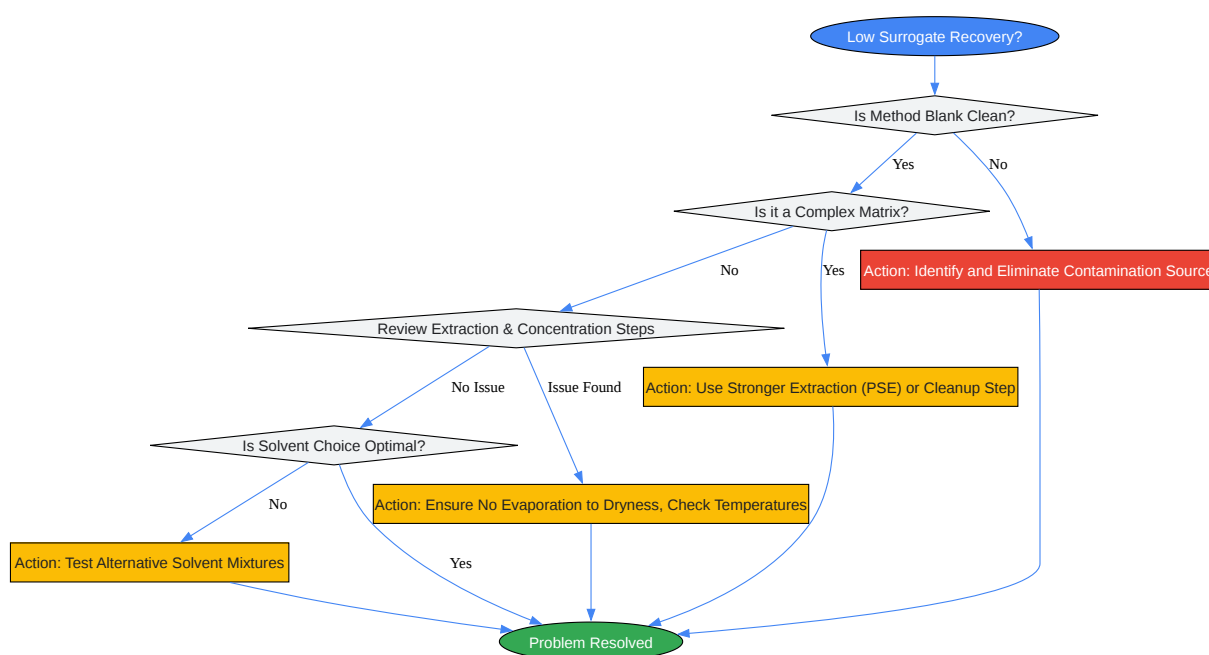 Low Surrogate Recovery?
Is Method Blank Clean?
Yes
No
Is it a Complex Matrix?
No
Yes
Action: Identify and Eliminate Contamination Source
Review Extraction & Concentration Steps
No Issue
Issue Found
Action: Use Stronger Extraction (PSE) or Cleanup Step
Is Solvent Choice Optimal?
No
Action: Ensure No Evaporation to Dryness, Check Temperatures
Action: Test Alternative Solvent Mixtures
Yes
Problem Resolved